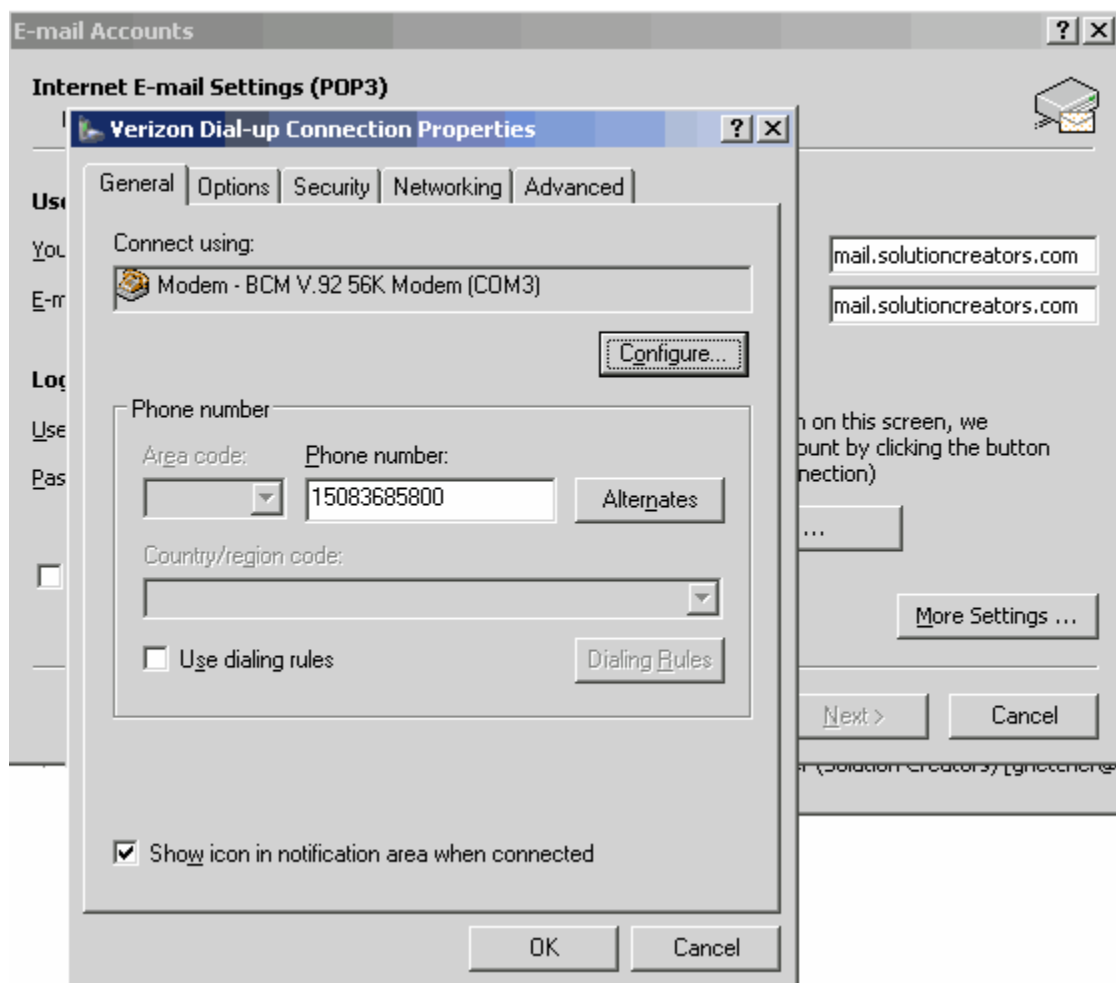 E-mail Accounts
Internet E-mail Settings (POP3)
Verizon Dial-up Connection Properties
General Options Security Networking Advanced
Connect using:
Modem - BCM V.92 56K Modem (COM3)
Configure...
Phone number
Area code: Phone number:
15083685800 Alternates
Country/region code:
Use dialing rules Dialing Rules
Show icon in notification area when connected
OK Cancel
mail.solutioncreators.com
mail.solutioncreators.com
on this screen, we
by clicking the button
...
More Settings ...
Next > Cancel
(Solution Creators)